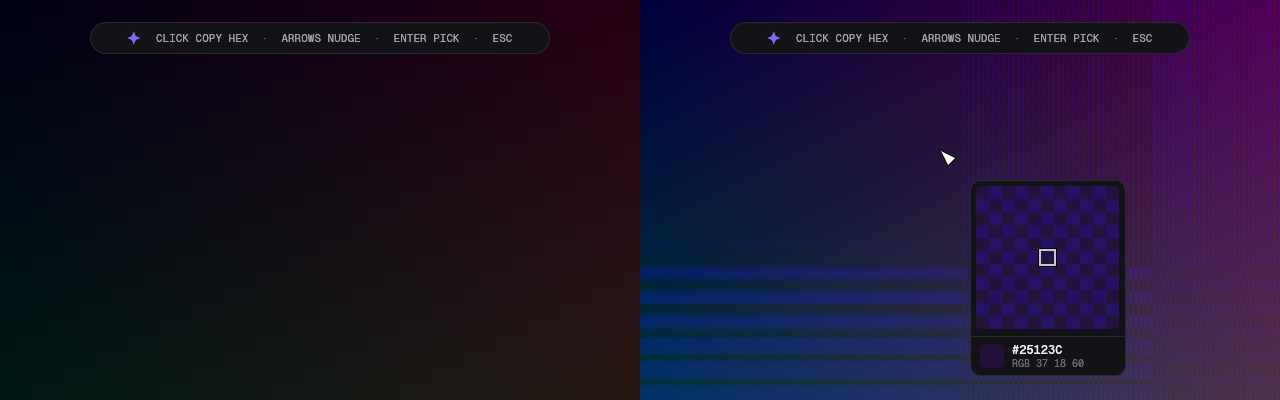 CLICK COPY HEX · ARROWS NUDGE · ENTER PICK · ESC
CLICK COPY HEX · ARROWS NUDGE · ENTER PICK · ESC
#25123C
RGB 37 18 60